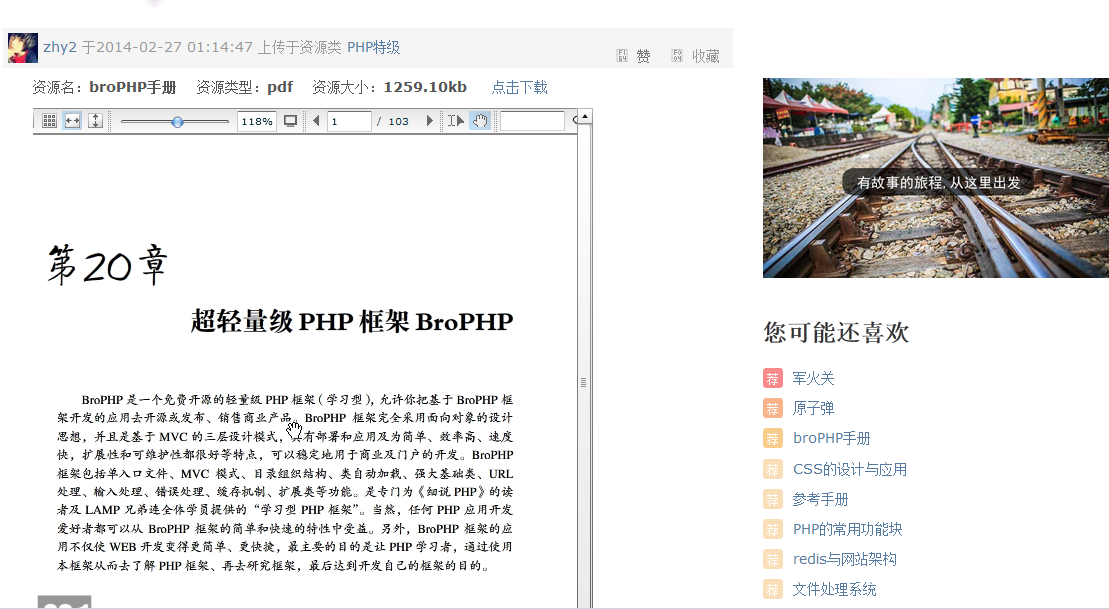 zhy2 于2014-02-27 01:14:47 上传于资源类 PHP特级
赞 收藏
资源名：broPHP手册 资源类型：pdf 资源大小：1259.10kb 点击下载
118% 1 / 103
第20章
超轻量级 PHP 框架 BroPHP
BroPHP 是一个免费开源的轻量级 PHP 框架（学习型），允许你把基于 BroPHP 框
架开发的应用去开源或发布、销售商业产品。BroPHP 框架完全采用面向对象的设计
思想，并且是基于 MVC 的三层设计模式，具有部署和应用及为简单、效率高、速度
快，扩展性和可维护性都很好等特点，可以稳定地用于商业及门户的开发。BroPHP
框架包括单入口文件、MVC 模式、目录组织结构、类自动加载、强大基础类、URL
处理、输入处理、错误处理、缓存机制、扩展类等功能。是专门为《细说 PHP》的读
者及 LAMP 兄弟连全体学员提供的“学习型 PHP 框架”。当然，任何 PHP 应用开发
爱好者都可以从 BroPHP 框架的简单和快速的特性中受益。另外，BroPHP 框架的应
用不仅使 WEB 开发变得更简单、更快捷，最主要的目的是让 PHP 学习者，通过使用
本框架从而去了解 PHP 框架、再去研究框架，最后达到开发自己的框架的目的。
有故事的旅程, 从这里出发
您可能还喜欢
荐 军火关
荐 原子弹
荐 broPHP手册
荐 CSS的设计与应用
荐 参考手册
荐 PHP的常用功能块
荐 redis与网站架构
荐 文件处理系统